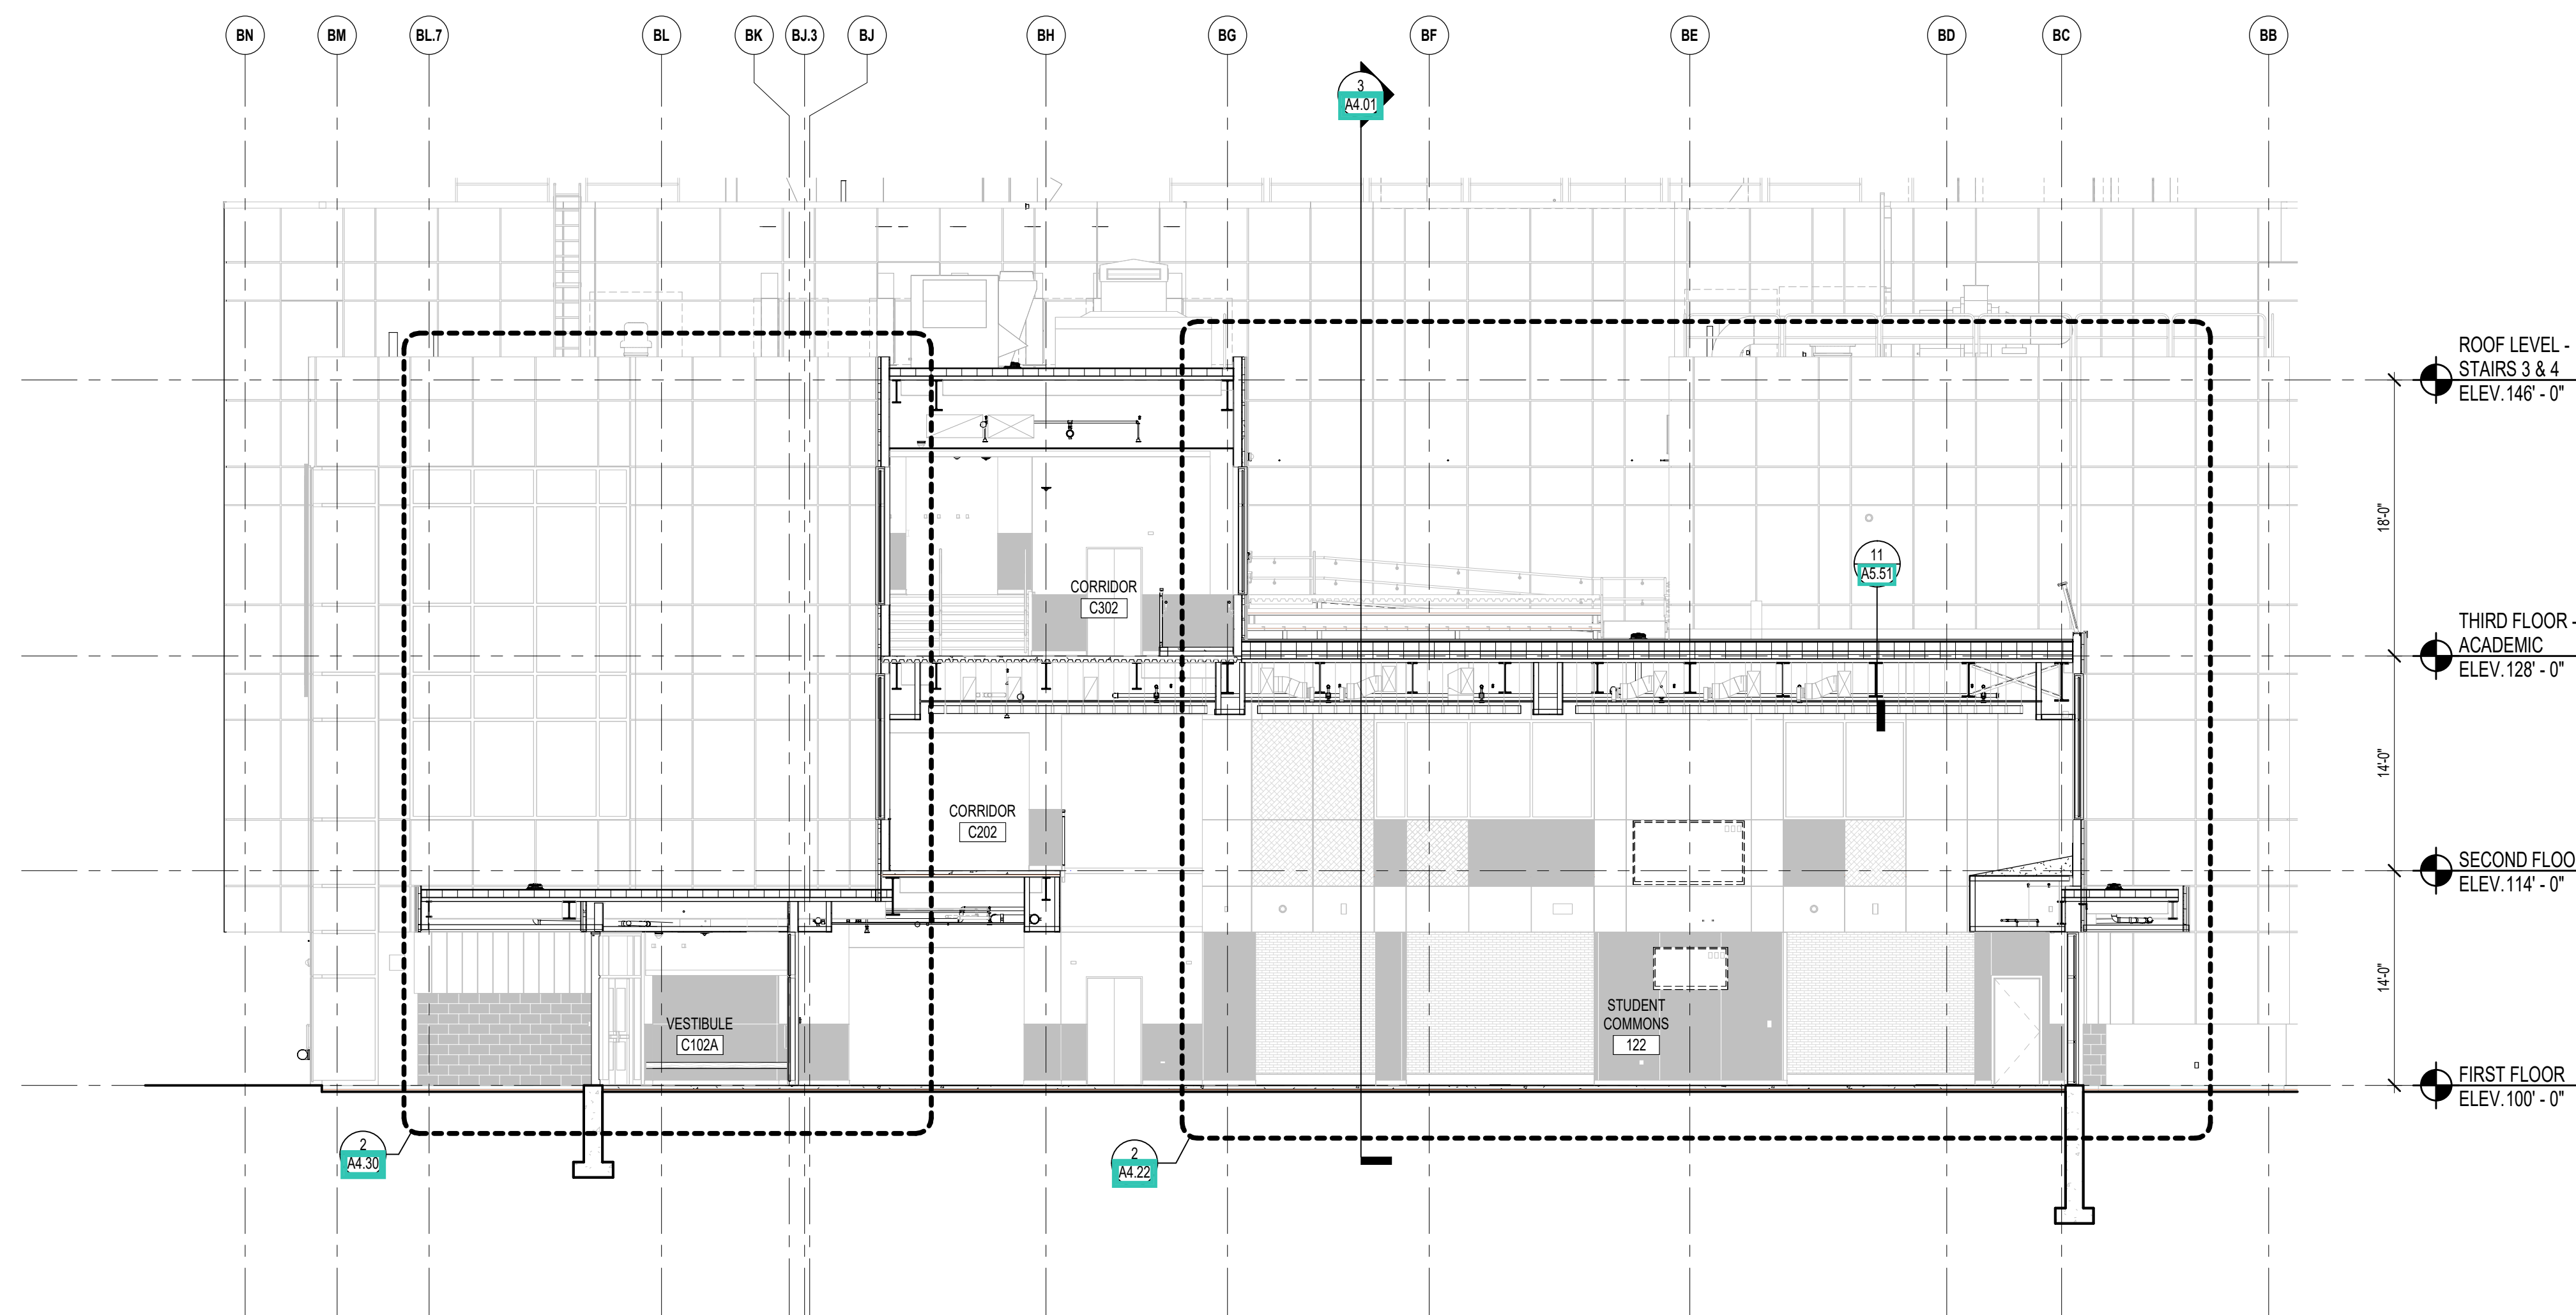 BN
BM
BL.7
BL
BK
BJ.3
BJ
BH
BG
BF
BE
BD
BC
BB
3
A4.01
ROOF LEVEL -
STAIRS 3 & 4
ELEV.146' - 0"
18'-0"
11
A5.51
CORRIDOR
C302
THIRD FLOOR -
ACADEMIC
ELEV.128' - 0"
14'-0"
CORRIDOR
C202
SECOND FLOO
ELEV.114' - 0"
14'-0"
STUDENT
COMMONS
122
VESTIBULE
C102A
FIRST FLOOR
ELEV.100' - 0"
2
A4.30
2
A4.22